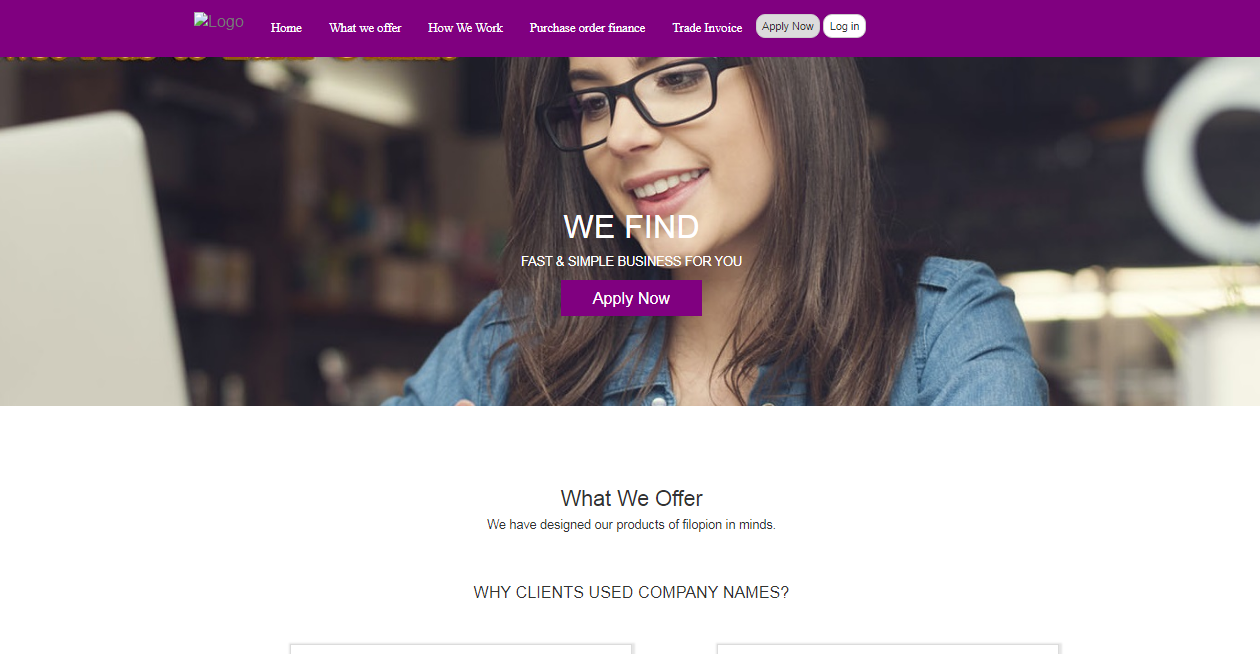 Logo
Home
What we offer
How We Work
Purchase order finance
Trade Invoice
Apply Now
Log in
WE FIND
FAST & SIMPLE BUSINESS FOR YOU
Apply Now
What We Offer
We have designed our products of filopion in minds.
WHY CLIENTS USED COMPANY NAMES?